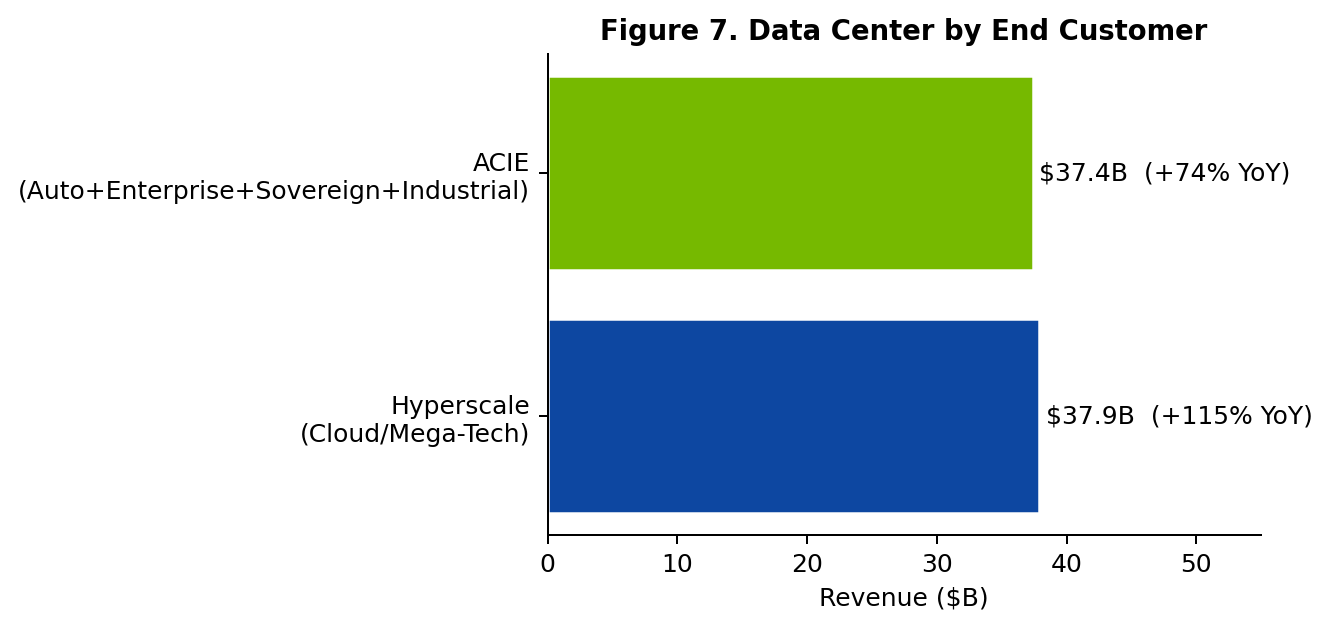 Figure 7. Data Center by End Customer
ACIE
(Auto+Enterprise+Sovereign+Industrial)
$37.4B  (+74% YoY)
Hyperscale
(Cloud/Mega-Tech)
$37.9B  (+115% YoY)
0 10 20 30 40 50
Revenue ($B)